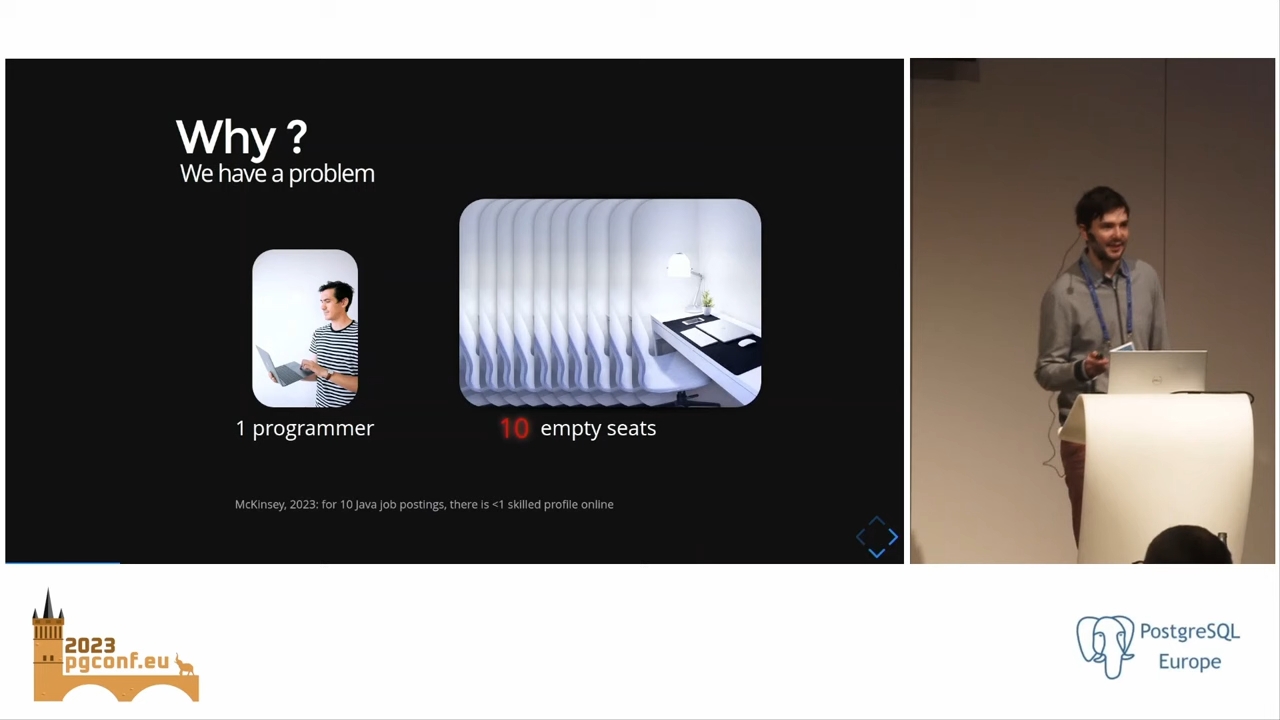 Why ?
We have a problem
1 programmer
10 empty seats
McKinsey, 2023: for 10 Java job postings, there is <1 skilled profile online
2023
pgconf.eu
PostgreSQL
Europe